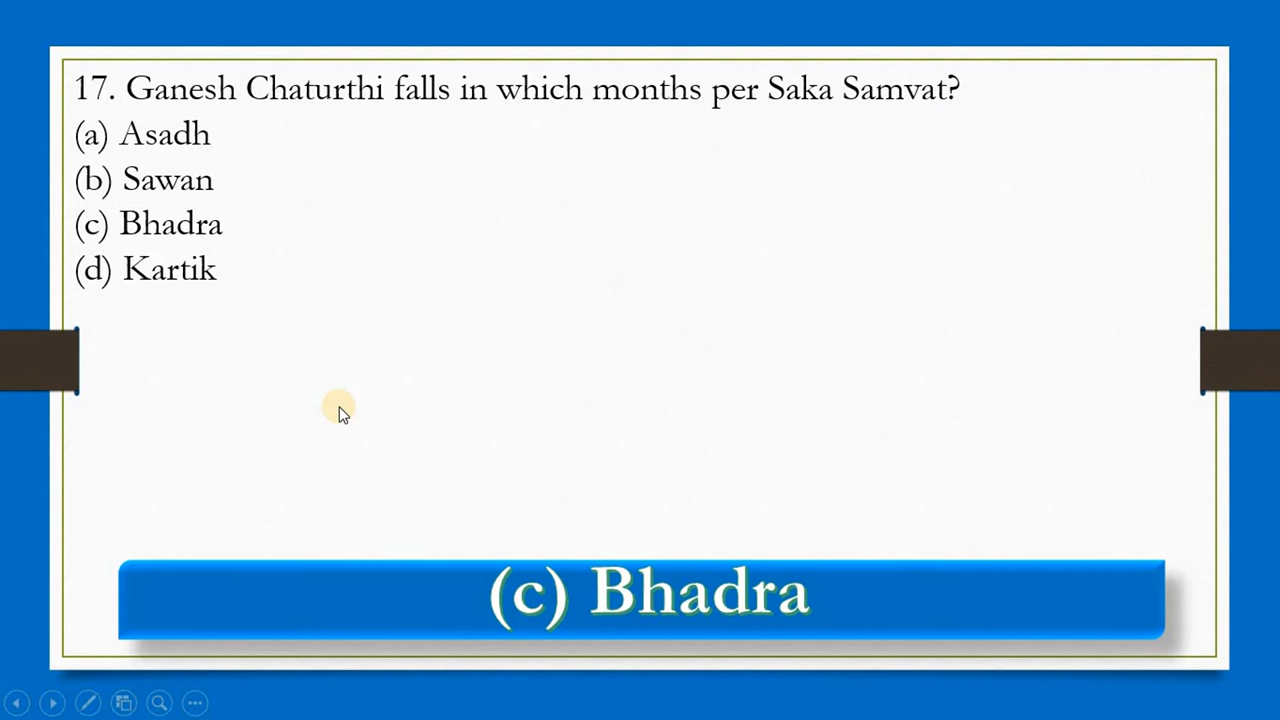 17. Ganesh Chaturthi falls in which months per Saka Samvat?
(a) Asadh
(b) Sawan
(c) Bhadra
(d) Kartik
(c) Bhadra